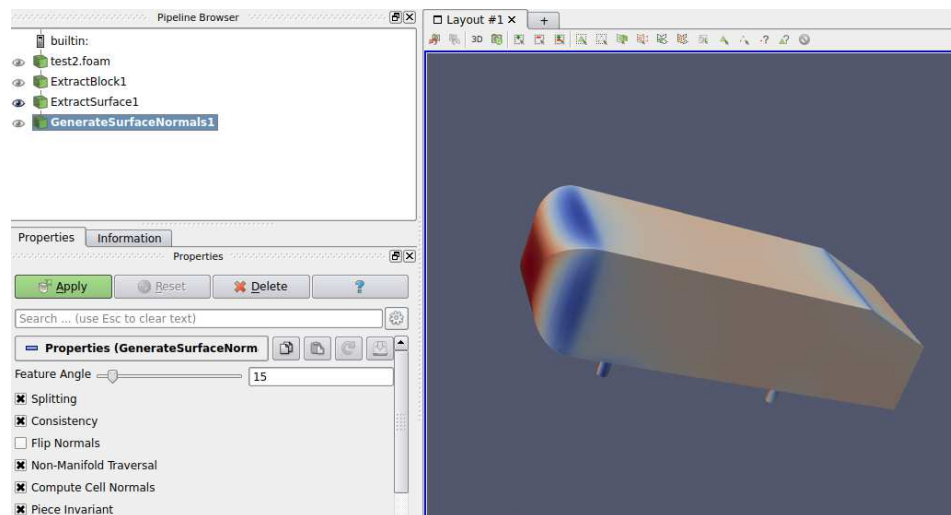 Pipeline Browser
builtin:
test2.foam
ExtractBlock1
ExtractSurface1
GenerateSurfaceNormals1
Properties Information
Properties
Apply Reset Delete ?
Search ... (use Esc to clear text)
Properties (GenerateSurfaceNorm
Feature Angle 15
Splitting
Consistency
Flip Normals
Non-Manifold Traversal
Compute Cell Normals
Piece Invariant
Layout #1 × +
3D